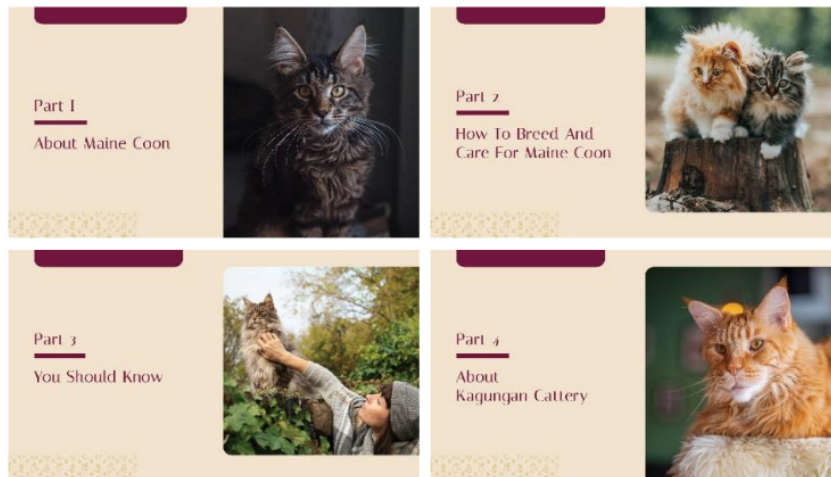 Part 1
About Maine Coon
Part 2
How To Breed And
Care For Maine Coon
Part 3
You Should Know
Part 4
About
Kagungan Cattery